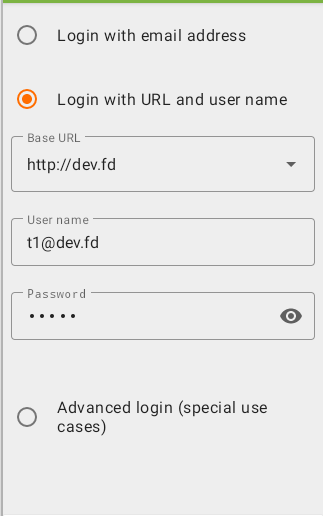 Login with email address
Login with URL and user name
Base URL
http://dev.fd
User name
t1@dev.fd
Password
•••••
Advanced login (special use
cases)